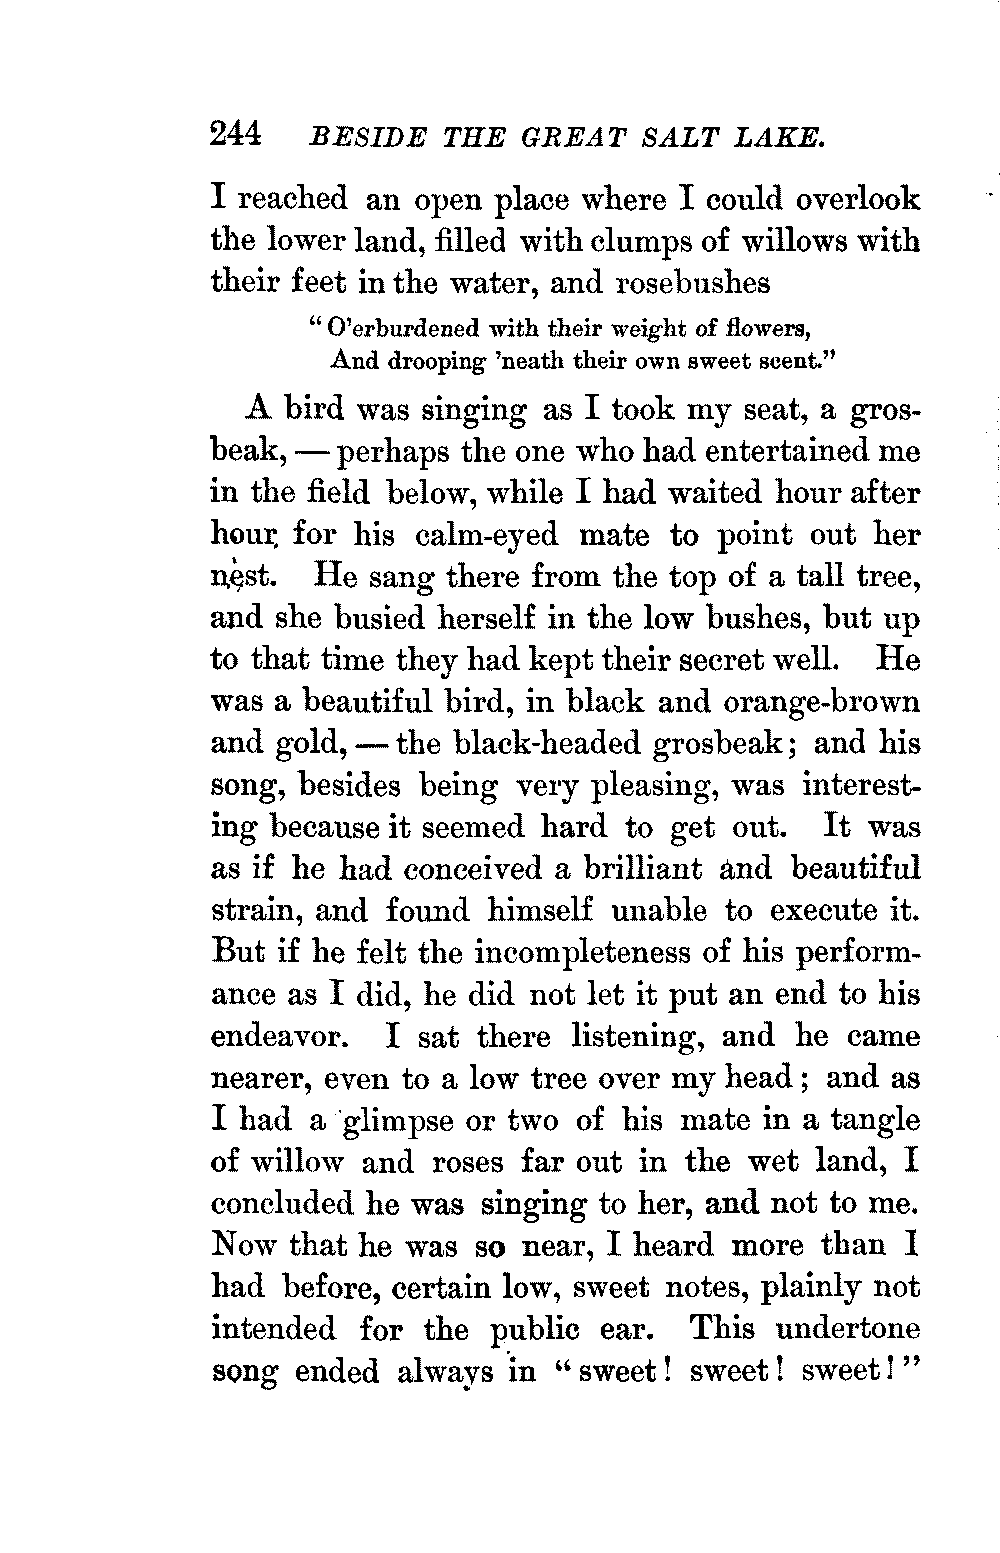 244 BESIDE THE GREAT SALT LAKE.
I reached an open place where I could overlook
the lower land, filled with clumps of willows with
their feet in the water, and rosebushes
“O’erburdened with their weight of flowers,
And drooping ’neath their own sweet scent.”
A bird was singing as I took my seat, a gros-
beak, — perhaps the one who had entertained me
in the field below, while I had waited hour after
hour for his calm-eyed mate to point out her
nest. He sang there from the top of a tall tree,
and she busied herself in the low bushes, but up
to that time they had kept their secret well. He
was a beautiful bird, in black and orange-brown
and gold, — the black-headed grosbeak; and his
song, besides being very pleasing, was interest-
ing because it seemed hard to get out. It was
as if he had conceived a brilliant and beautiful
strain, and found himself unable to execute it.
But if he felt the incompleteness of his perform-
ance as I did, he did not let it put an end to his
endeavor. I sat there listening, and he came
nearer, even to a low tree over my head; and as
I had a glimpse or two of his mate in a tangle
of willow and roses far out in the wet land, I
concluded he was singing to her, and not to me.
Now that he was so near, I heard more than I
had before, certain low, sweet notes, plainly not
intended for the public ear. This undertone
song ended always in “sweet! sweet! sweet!”